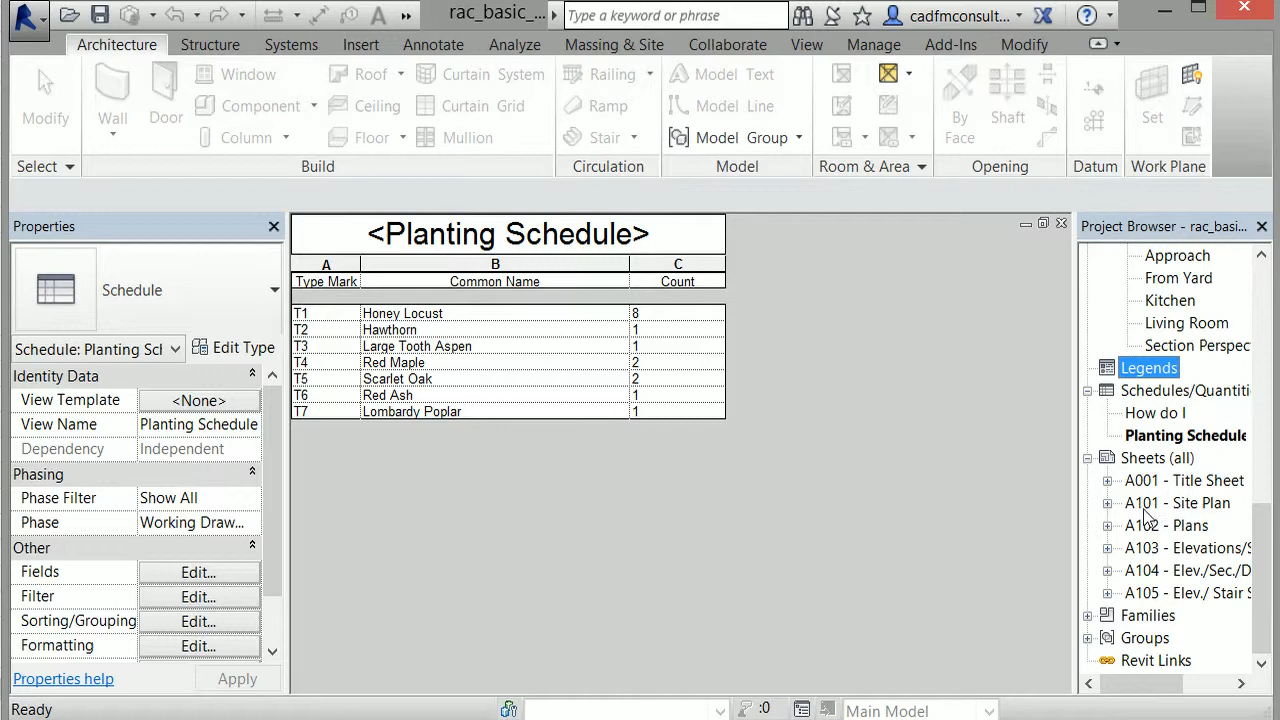 rac_basic_...
Type a keyword or phrase
cadfmconsult...
Architecture Structure Systems Insert Annotate Analyze Massing & Site Collaborate View Manage Add-Ins Modify
Modify
Wall
Door
Window
Component
Column
Roof
Ceiling
Floor
Curtain System
Curtain Grid
Mullion
Railing
Ramp
Stair
Model Text
Model Line
Model Group
By Face
Shaft
Set
Select Build Circulation Model Room & Area Opening Datum Work Plane
Properties
Schedule
Schedule: Planting Scl Edit Type
Identity Data
View Template <None>
View Name Planting Schedule
Dependency Independent
Phasing
Phase Filter Show All
Phase Working Draw...
Other
Fields Edit...
Filter Edit...
Sorting/Grouping Edit...
Formatting Edit...
Properties help Apply
<Planting Schedule>
A B C
Type Mark Common Name Count
T1 Honey Locust 8
T2 Hawthorn 1
T3 Large Tooth Aspen 1
T4 Red Maple 2
T5 Scarlet Oak 2
T6 Red Ash 1
T7 Lombardy Poplar 1
Project Browser - rac_basi...
Approach
From Yard
Kitchen
Living Room
Section Perspec
Legends
Schedules/Quantiti
How do I
Planting Schedule
Sheets (all)
A001 - Title Sheet
A101 - Site Plan
A102 - Plans
A103 - Elevations/S
A104 - Elev./Sec./D
A105 - Elev./ Stair S
Families
Groups
Revit Links
Ready :0 Main Model